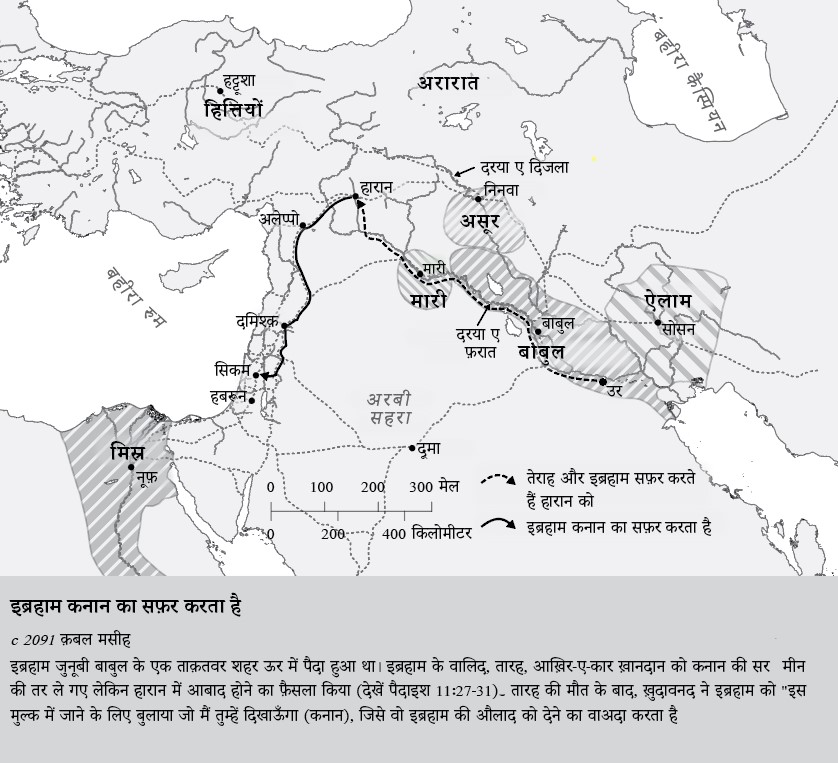 हट्टूशा
हित्तियों
अरारात
बहीरा कैस्पियन
दरया ए दिजला
हारान
निनवा
अलेप्पो
असूर
बहीरा रुम
मारी
मारी
ऐलाम
सोसन
दमिश्क़
दरया ए
फ़रात
बाबुल
बाबुल
सिकम
हबरून
उर
अरबी
सहरा
मिस्र
नूफ़
दूमा
0 100 200 300 मेल
0 200 400 किलोमीटर
तेराह और इब्रहाम सफ़र करते
हैं हारान को
इब्रहाम कनान का सफ़र करता है
इब्रहाम कनान का सफ़र करता है
c 2091 क़बल मसीह
इब्रहाम जुनूबी बाबुल के एक ताक़तवर शहर ऊर में पैदा हुआ था। इब्रहाम के वालिद, तारह, आख़िर-ए-कार ख़ानदान को कनान की सर मीन
की तर ले गए लेकिन हारान में आबाद होने का फ़ैसला किया (देखें पैदाइश 11:27-31)۔ तारह की मौत के बाद, ख़ुदावनद ने इब्रहाम को "इस
मुल्क में जाने के लिए बुलाया जो मैं तुम्हें दिखाऊँगा (कनान), जिसे वो इब्रहाम की औलाद को देने का वाअदा करता है